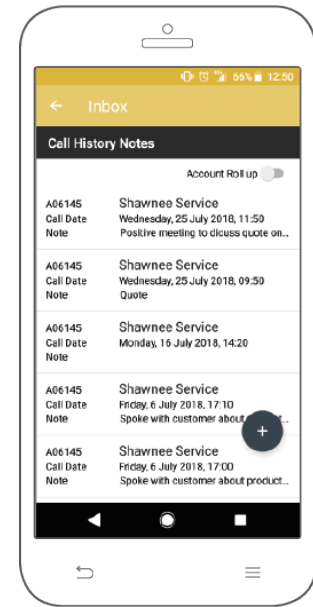 66% 12:50
Inbox
Call History Notes
Account Roll up
A06145 Shawnee Service
Call Date Wednesday, 25 July 2018, 11:50
Note Positive meeting to dicuss quote on...
A06145 Shawnee Service
Call Date Wednesday, 25 July 2018, 09:50
Note Quote
A06145 Shawnee Service
Call Date Monday, 16 July 2018, 14:20
Note
A06145 Shawnee Service
Call Date Friday, 6 July 2018, 17:10
Note Spoke with customer about
A06145 Shawnee Service
Call Date Friday, 6 July 2018, 17:00
Note Spoke with customer about product...